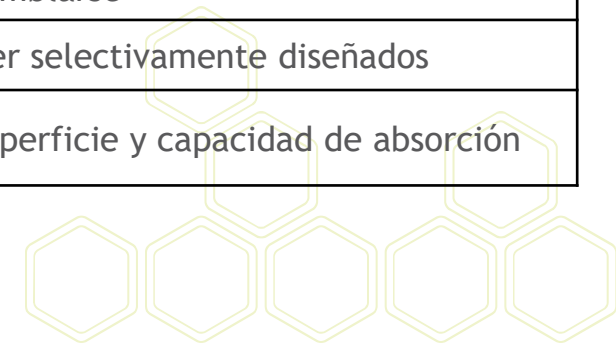 er selectivamente diseñados
perficie y capacidad de absorción